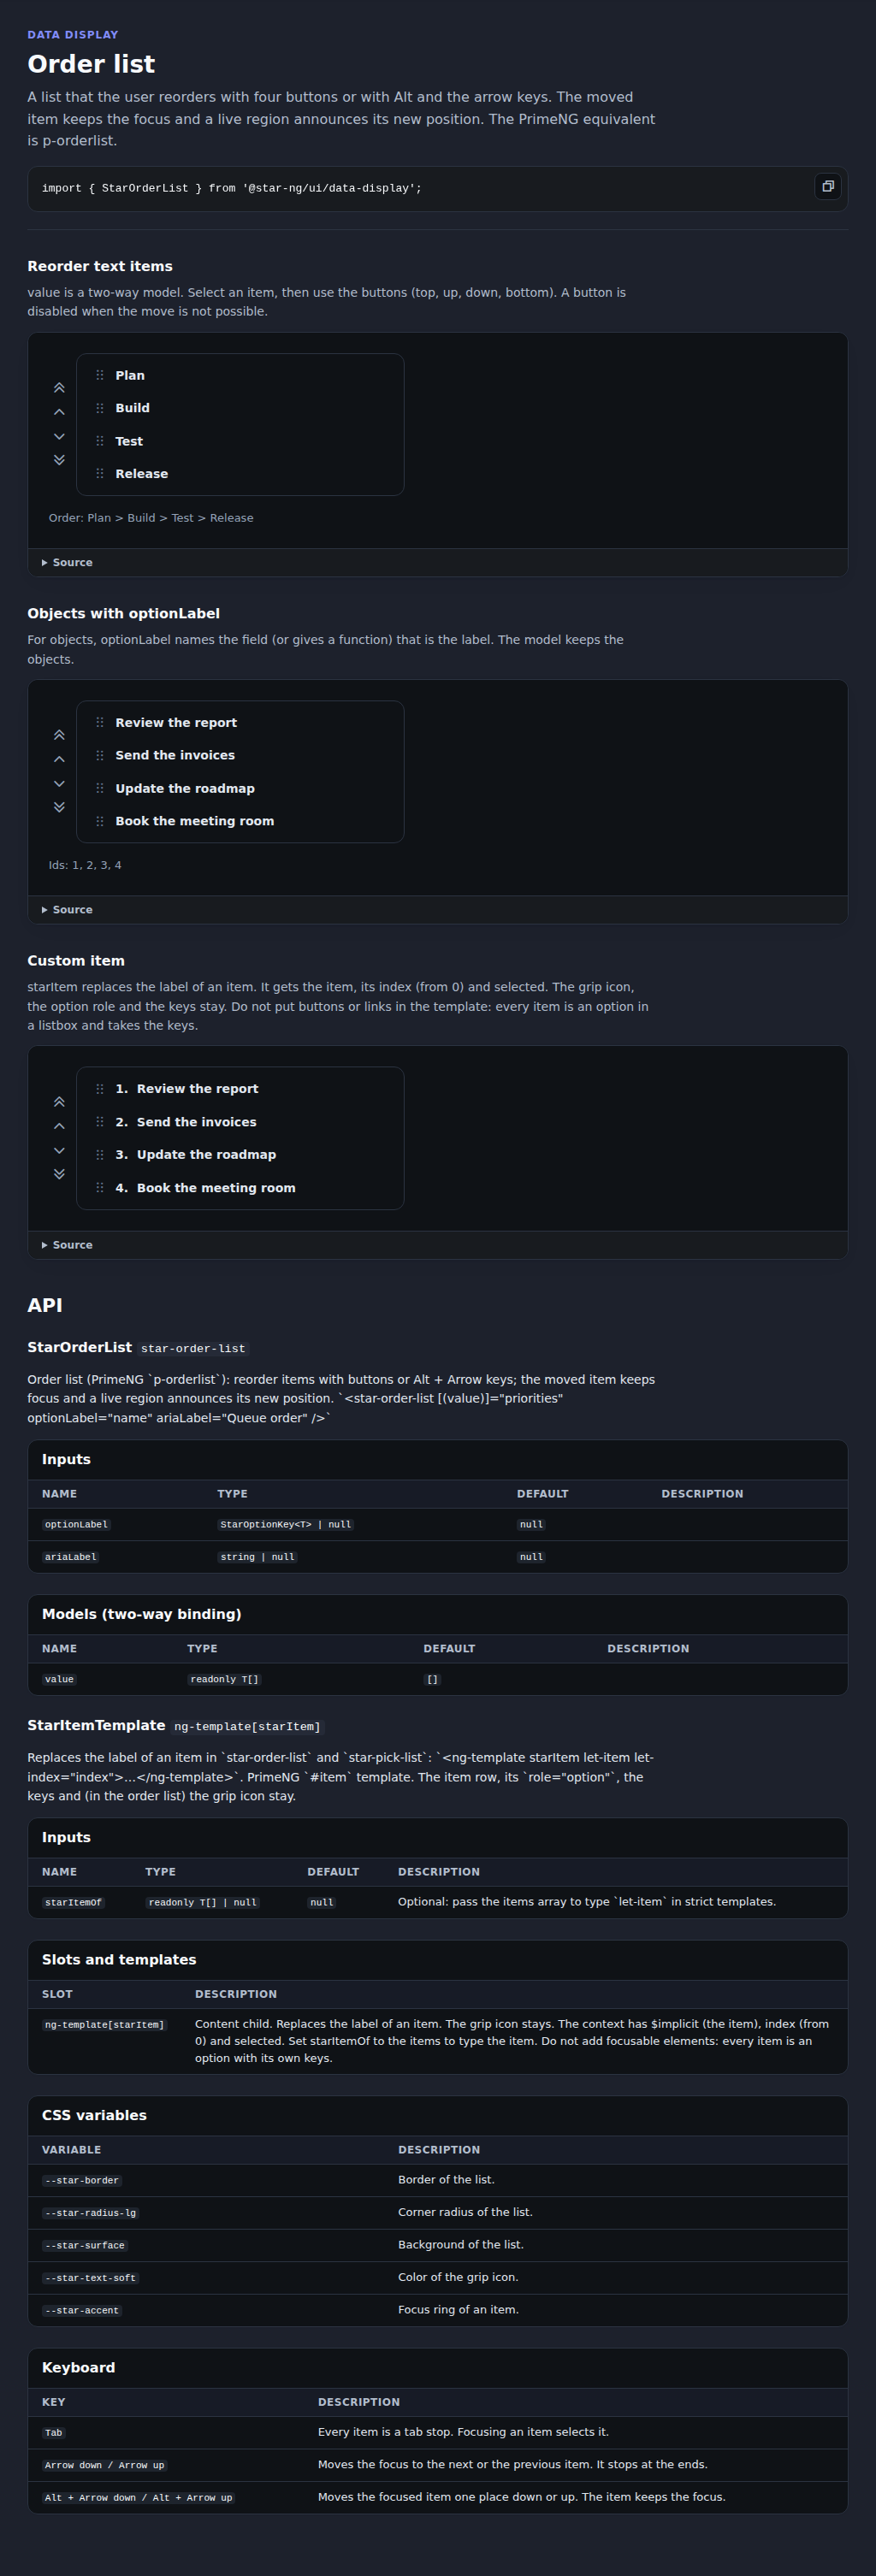 DATA DISPLAY
Order list
A list that the user reorders with four buttons or with Alt and the arrow keys. The moved
item keeps the focus and a live region announces its new position. The PrimeNG equivalent
is p-orderlist.
import { StarOrderList } from '@star-ng/ui/data-display';
Reorder text items
value is a two-way model. Select an item, then use the buttons (top, up, down, bottom). A button is
disabled when the move is not possible.
Plan
Build
Test
Release
Order: Plan > Build > Test > Release
Source
Objects with optionLabel
For objects, optionLabel names the field (or gives a function) that is the label. The model keeps the
objects.
Review the report
Send the invoices
Update the roadmap
Book the meeting room
Ids: 1, 2, 3, 4
Source
Custom item
starItem replaces the label of an item. It gets the item, its index (from 0) and selected. The grip icon,
the option role and the keys stay. Do not put buttons or links in the template: every item is an option in
a listbox and takes the keys.
1. Review the report
2. Send the invoices
3. Update the roadmap
4. Book the meeting room
Source
API
StarOrderList star-order-list
Order list (PrimeNG `p-orderlist`): reorder items with buttons or Alt + Arrow keys; the moved item keeps
focus and a live region announces its new position. `<star-order-list [(value)]="priorities"
optionLabel="name" ariaLabel="Queue order" />`
Inputs
NAME TYPE DEFAULT DESCRIPTION
optionLabel StarOptionKey<T> | null null
ariaLabel string | null null
Models (two-way binding)
NAME TYPE DEFAULT DESCRIPTION
value readonly T[] []
StarItemTemplate ng-template[starItem]
Replaces the label of an item in `star-order-list` and `star-pick-list`: `<ng-template starItem let-item let-
index="index">…</ng-template>`. PrimeNG `#item` template. The item row, its `role="option"`, the
keys and (in the order list) the grip icon stay.
Inputs
NAME TYPE DEFAULT DESCRIPTION
starItemOf readonly T[] | null null Optional: pass the items array to type `let-item` in strict templates.
Slots and templates
SLOT DESCRIPTION
ng-template[starItem] Content child. Replaces the label of an item. The grip icon stays. The context has $implicit (the item), index (from
0) and selected. Set starItemOf to the items to type the item. Do not add focusable elements: every item is an
option with its own keys.
CSS variables
VARIABLE DESCRIPTION
--star-border Border of the list.
--star-radius-lg Corner radius of the list.
--star-surface Background of the list.
--star-text-soft Color of the grip icon.
--star-accent Focus ring of an item.
Keyboard
KEY DESCRIPTION
Tab Every item is a tab stop. Focusing an item selects it.
Arrow down / Arrow up Moves the focus to the next or the previous item. It stops at the ends.
Alt + Arrow down / Alt + Arrow up Moves the focused item one place down or up. The item keeps the focus.